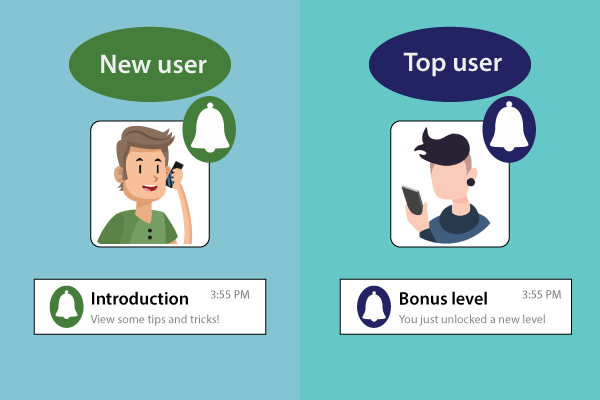 New user
Introduction 3:55 PM
View some tips and tricks!
Top user
Bonus level 3:55 PM
You just unlocked a new level